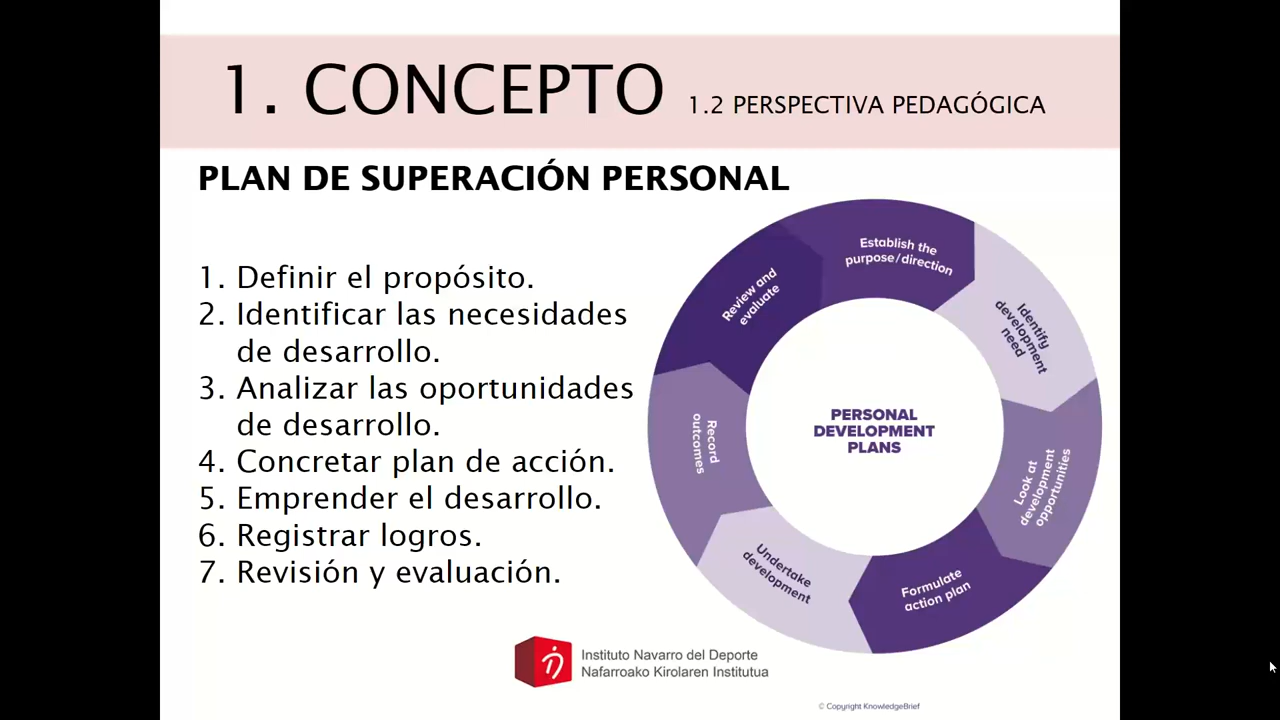 1. CONCEPTO 1.2 PERSPECTIVA PEDAGÓGICA
PLAN DE SUPERACIÓN PERSONAL
1. Definir el propósito.
2. Identificar las necesidades
de desarrollo.
3. Analizar las oportunidades
de desarrollo.
4. Concretar plan de acción.
5. Emprender el desarrollo.
6. Registrar logros.
7. Revisión y evaluación.
Establish the
purpose/direction
Identify
development
need
Look at
development
opportunities
Formulate
action plan
Undertake
development
Record
outcomes
Review and
evaluate
PERSONAL
DEVELOPMENT
PLANS
Instituto Navarro del Deporte
Nafarroako Kirolaren Institutua
© Copyright KnowledgeBrief